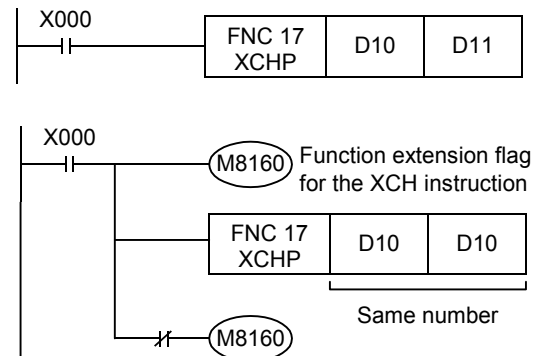 X000
FNC 17
XCHP
D10
D11
X000
M8160
Function extension flag
for the XCH instruction
FNC 17
XCHP
D10
D10
Same number
M8160